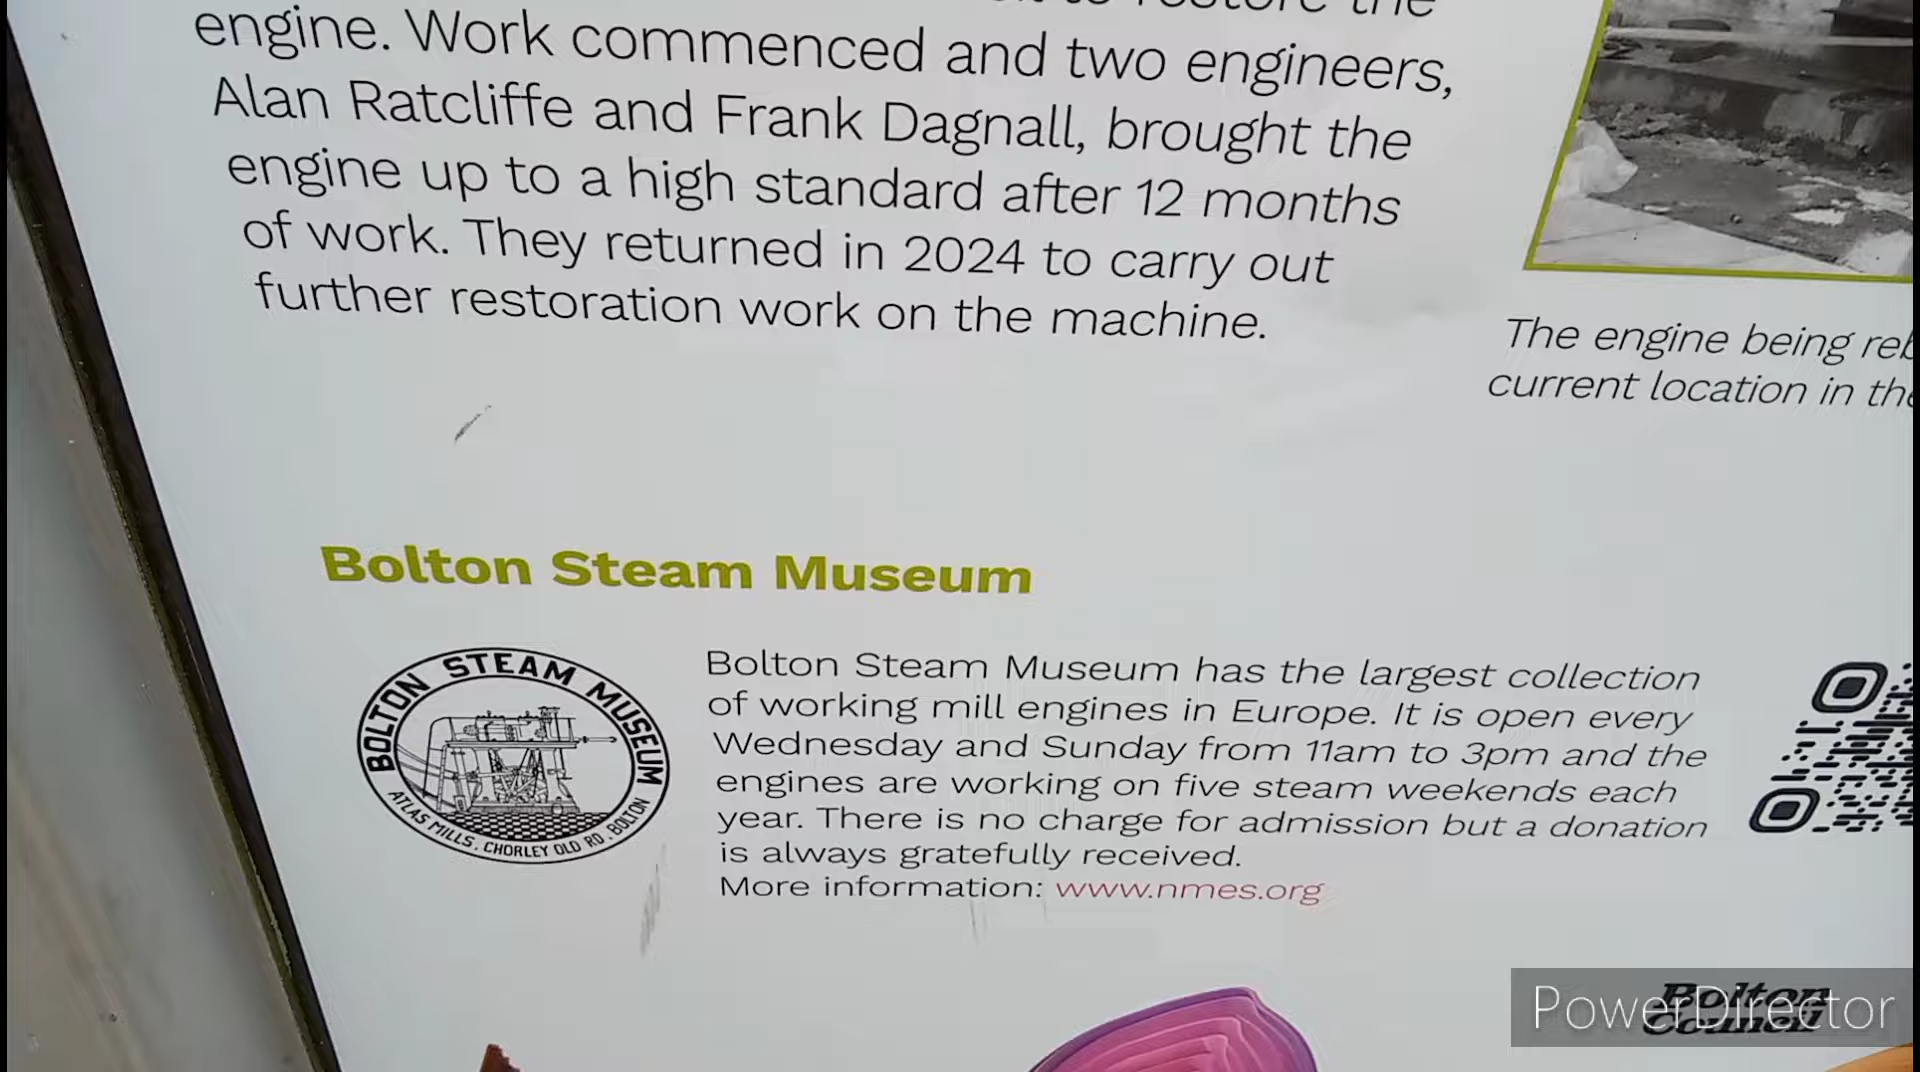 to restore the
engine. Work commenced and two engineers,
Alan Ratcliffe and Frank Dagnall, brought the
engine up to a high standard after 12 months
of work. They returned in 2024 to carry out
further restoration work on the machine.
The engine being
current location in
Bolton Steam Museum
BOLTON STEAM MUSEUM
ATLAS MILLS. CHORLEY OLD RD. BOLTON
Bolton Steam Museum has the largest collection
of working mill engines in Europe. It is open every
Wednesday and Sunday from 11am to 3pm and the
engines are working on five steam weekends each
year. There is no charge for admission but a donation
is always gratefully received.
More information: www.nmes.org
Bolton
Council
PowerDirector